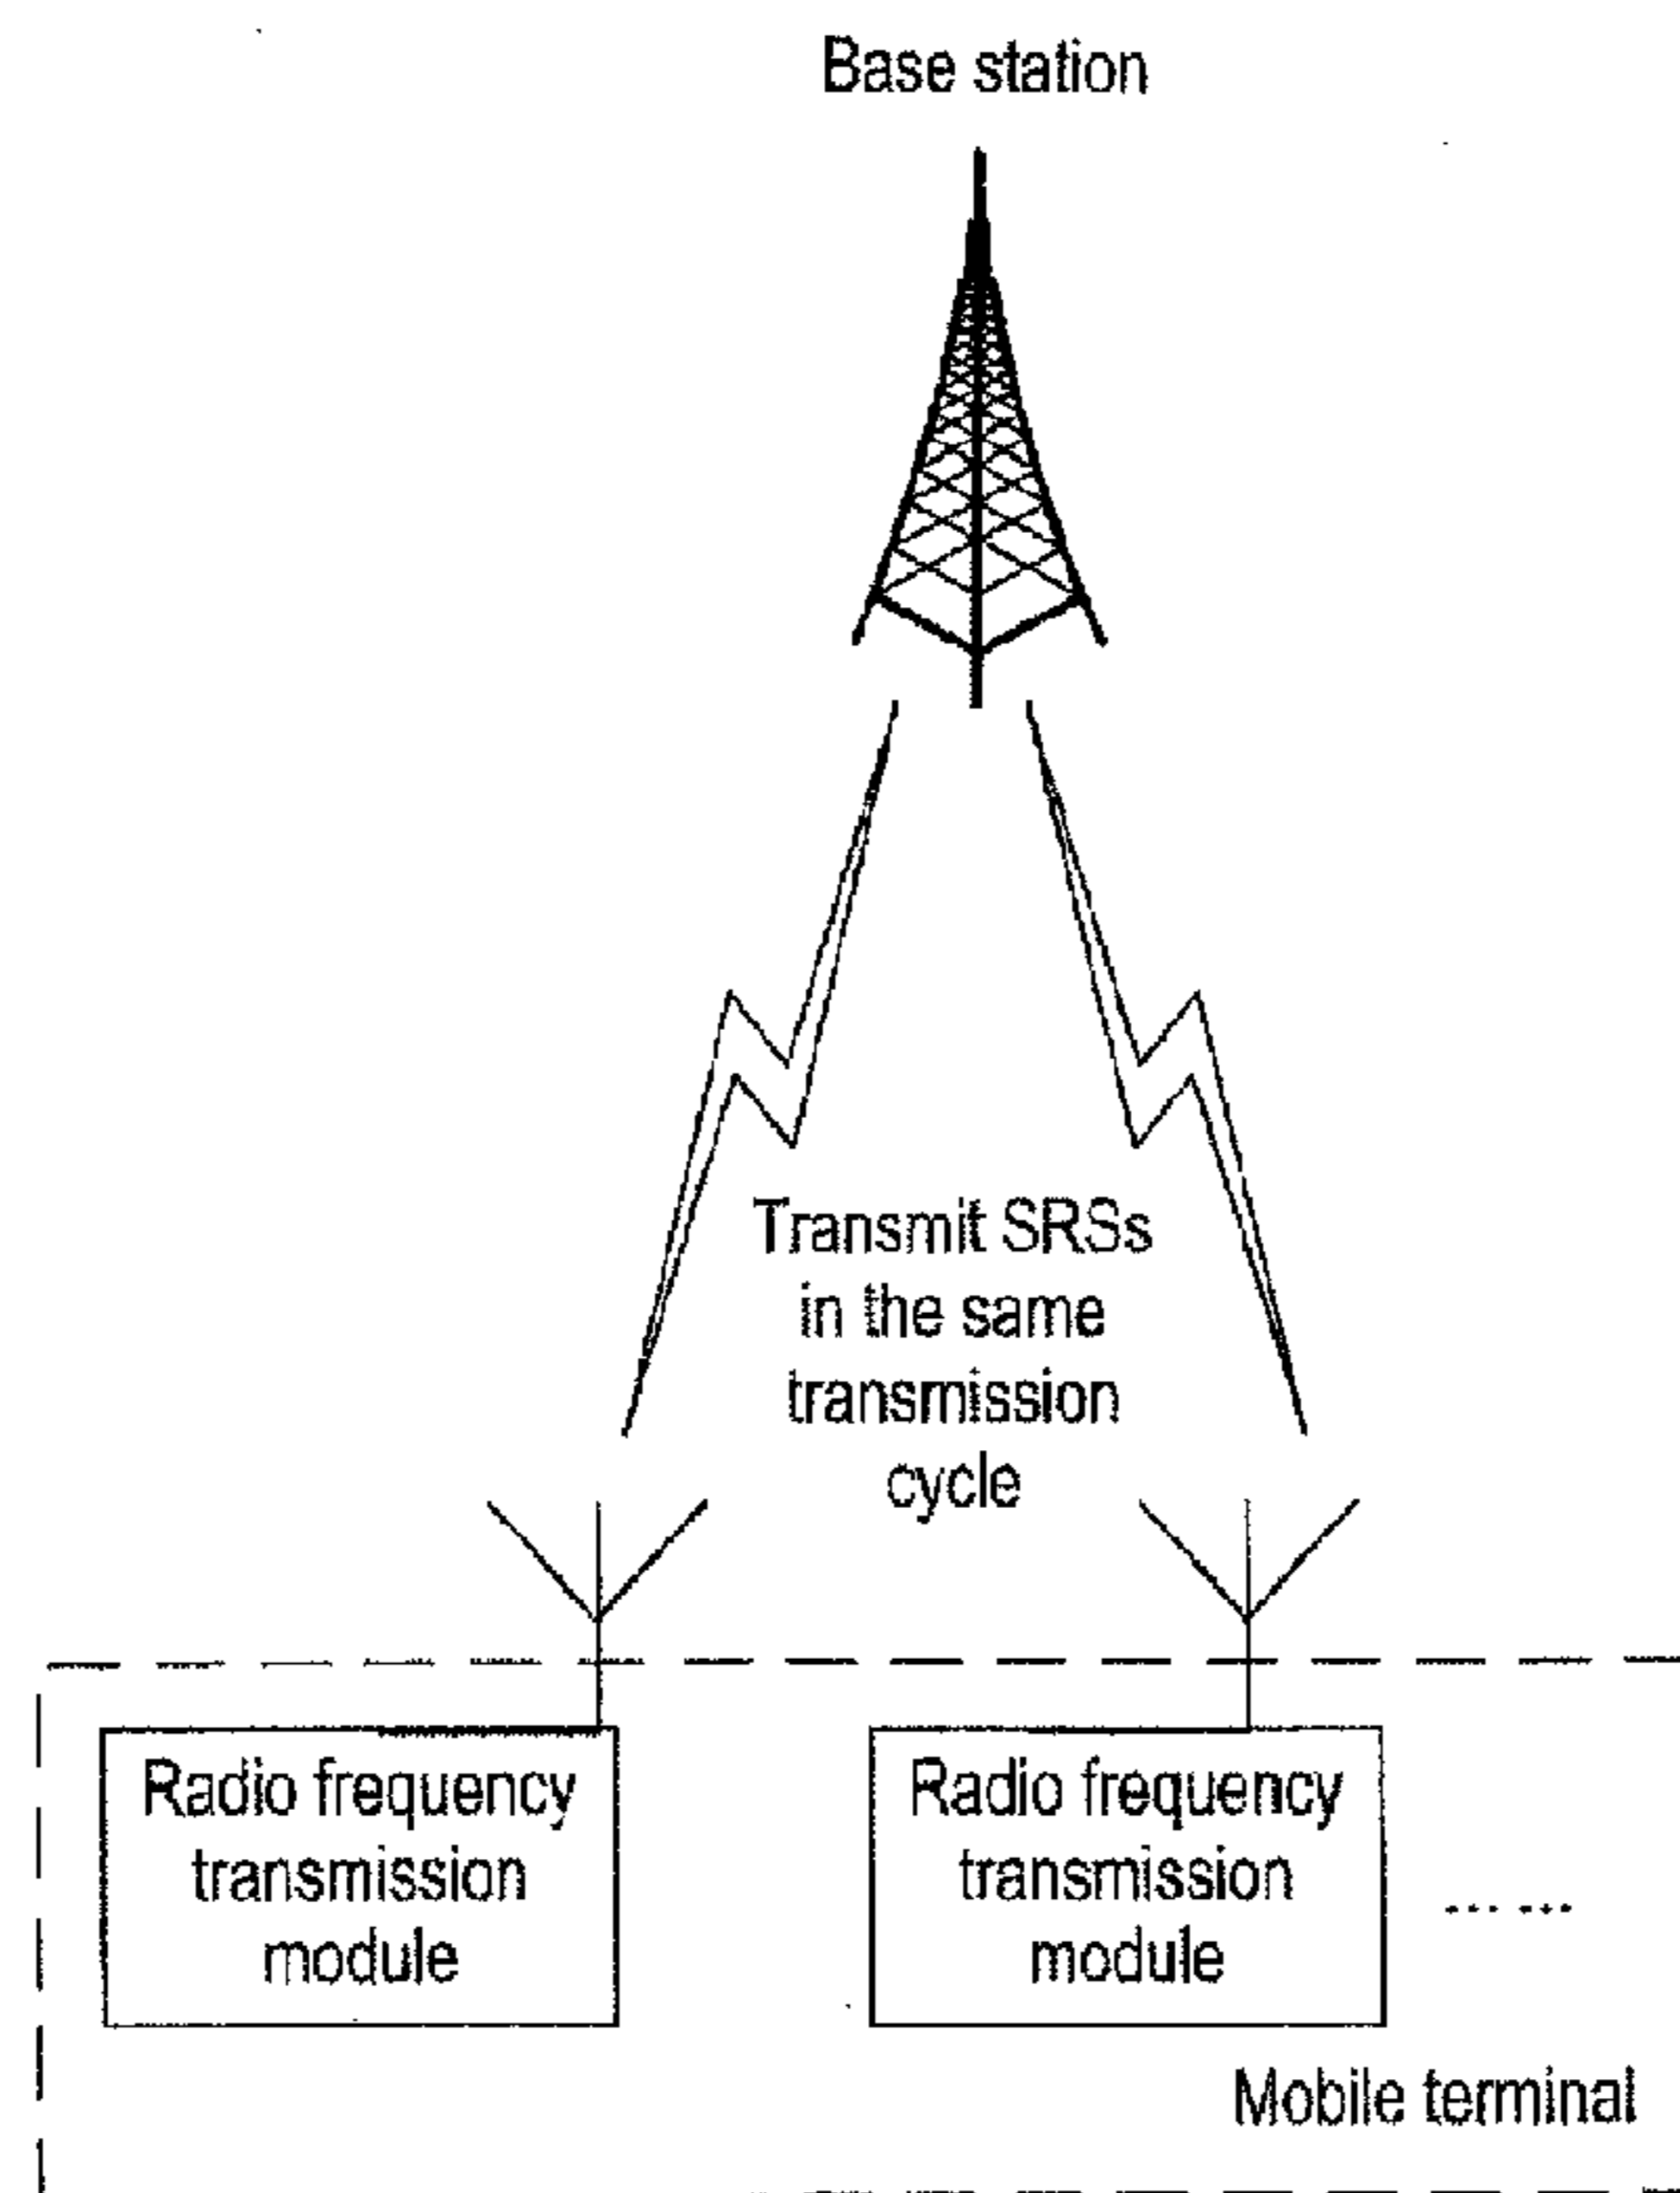 Base station
Transmit SRSs
in the same
transmission
cycle
Radio frequency
transmission
module
Radio frequency
transmission
module
……
Mobile terminal